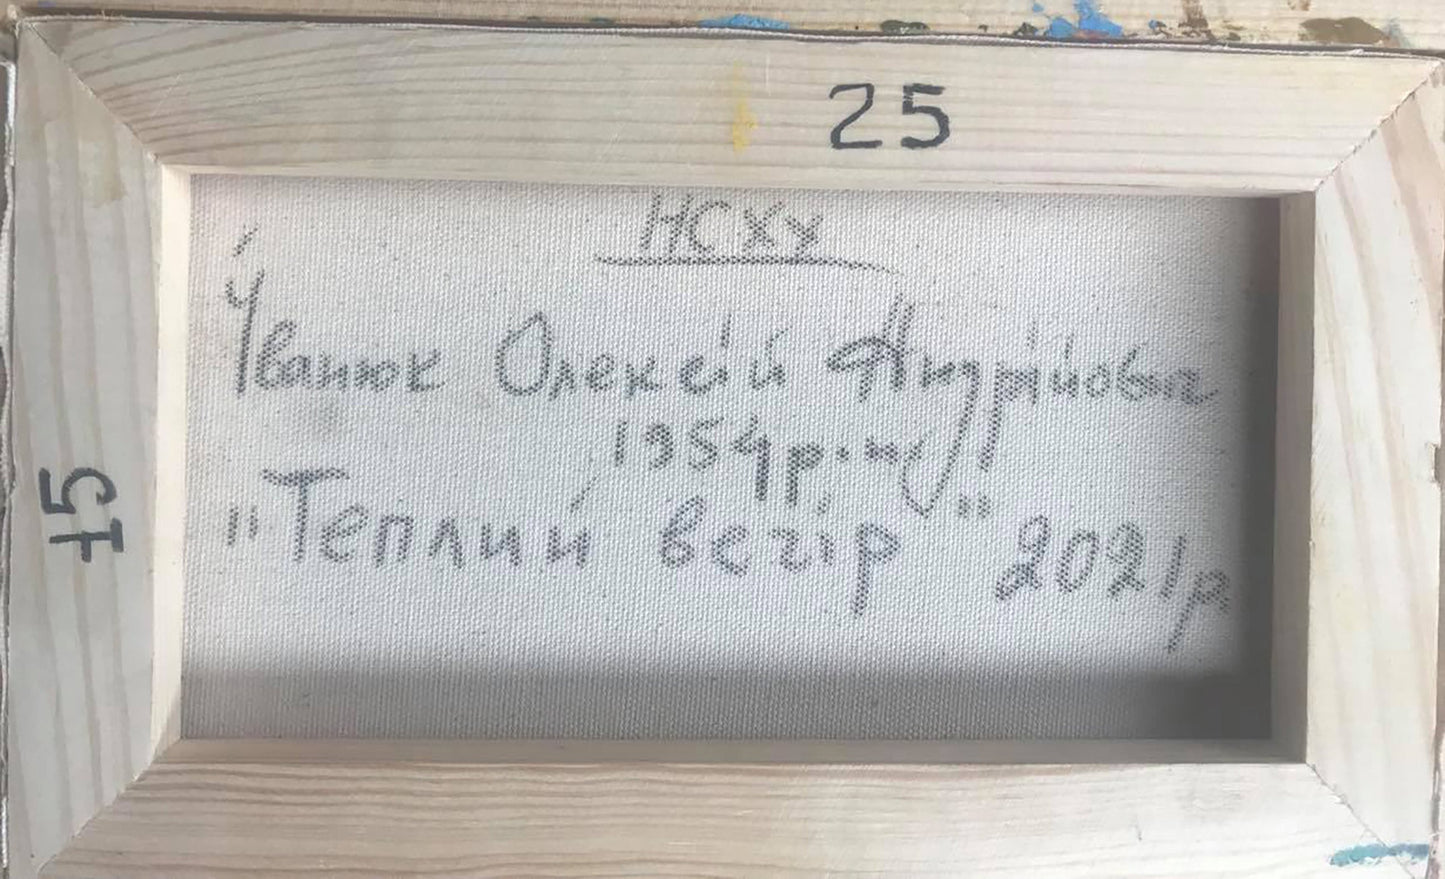 25
НСХУ
Іванюк Олексій Андрійович
1954р.н.
15
"Теплий вечір" 2021р